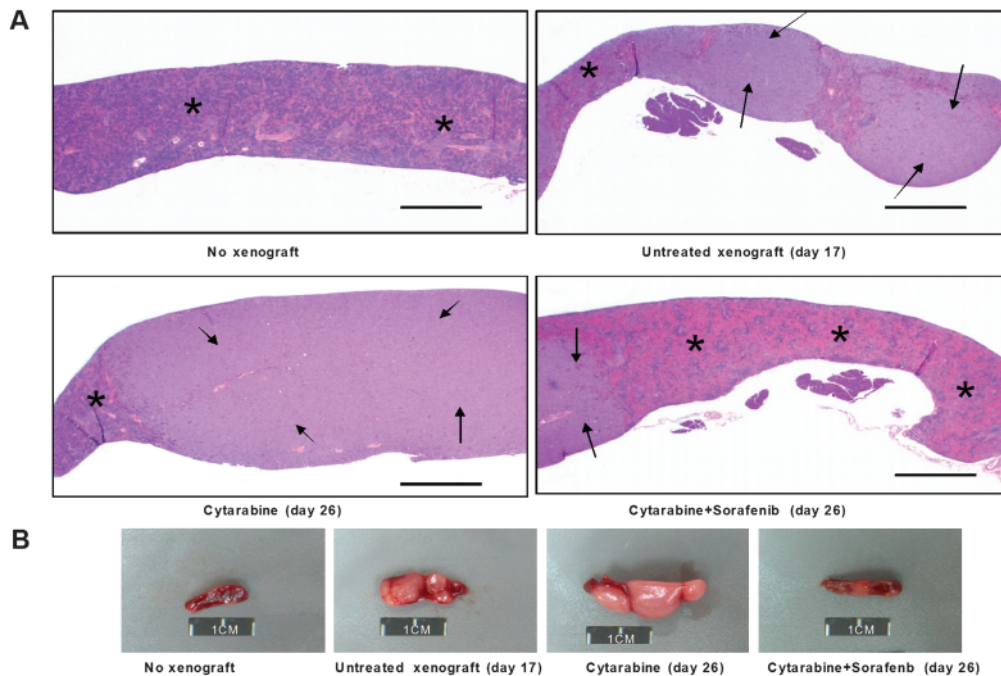 A
No xenograft
Untreated xenograft (day 17)
Cytarabine (day 26)
Cytarabine+Sorafenib (day 26)
B
1CM
1CM
1CM
1CM
No xenograft
Untreated xenograft (day 17)
Cytarabine (day 26)
Cytarabine+Sorafenb (day 26)